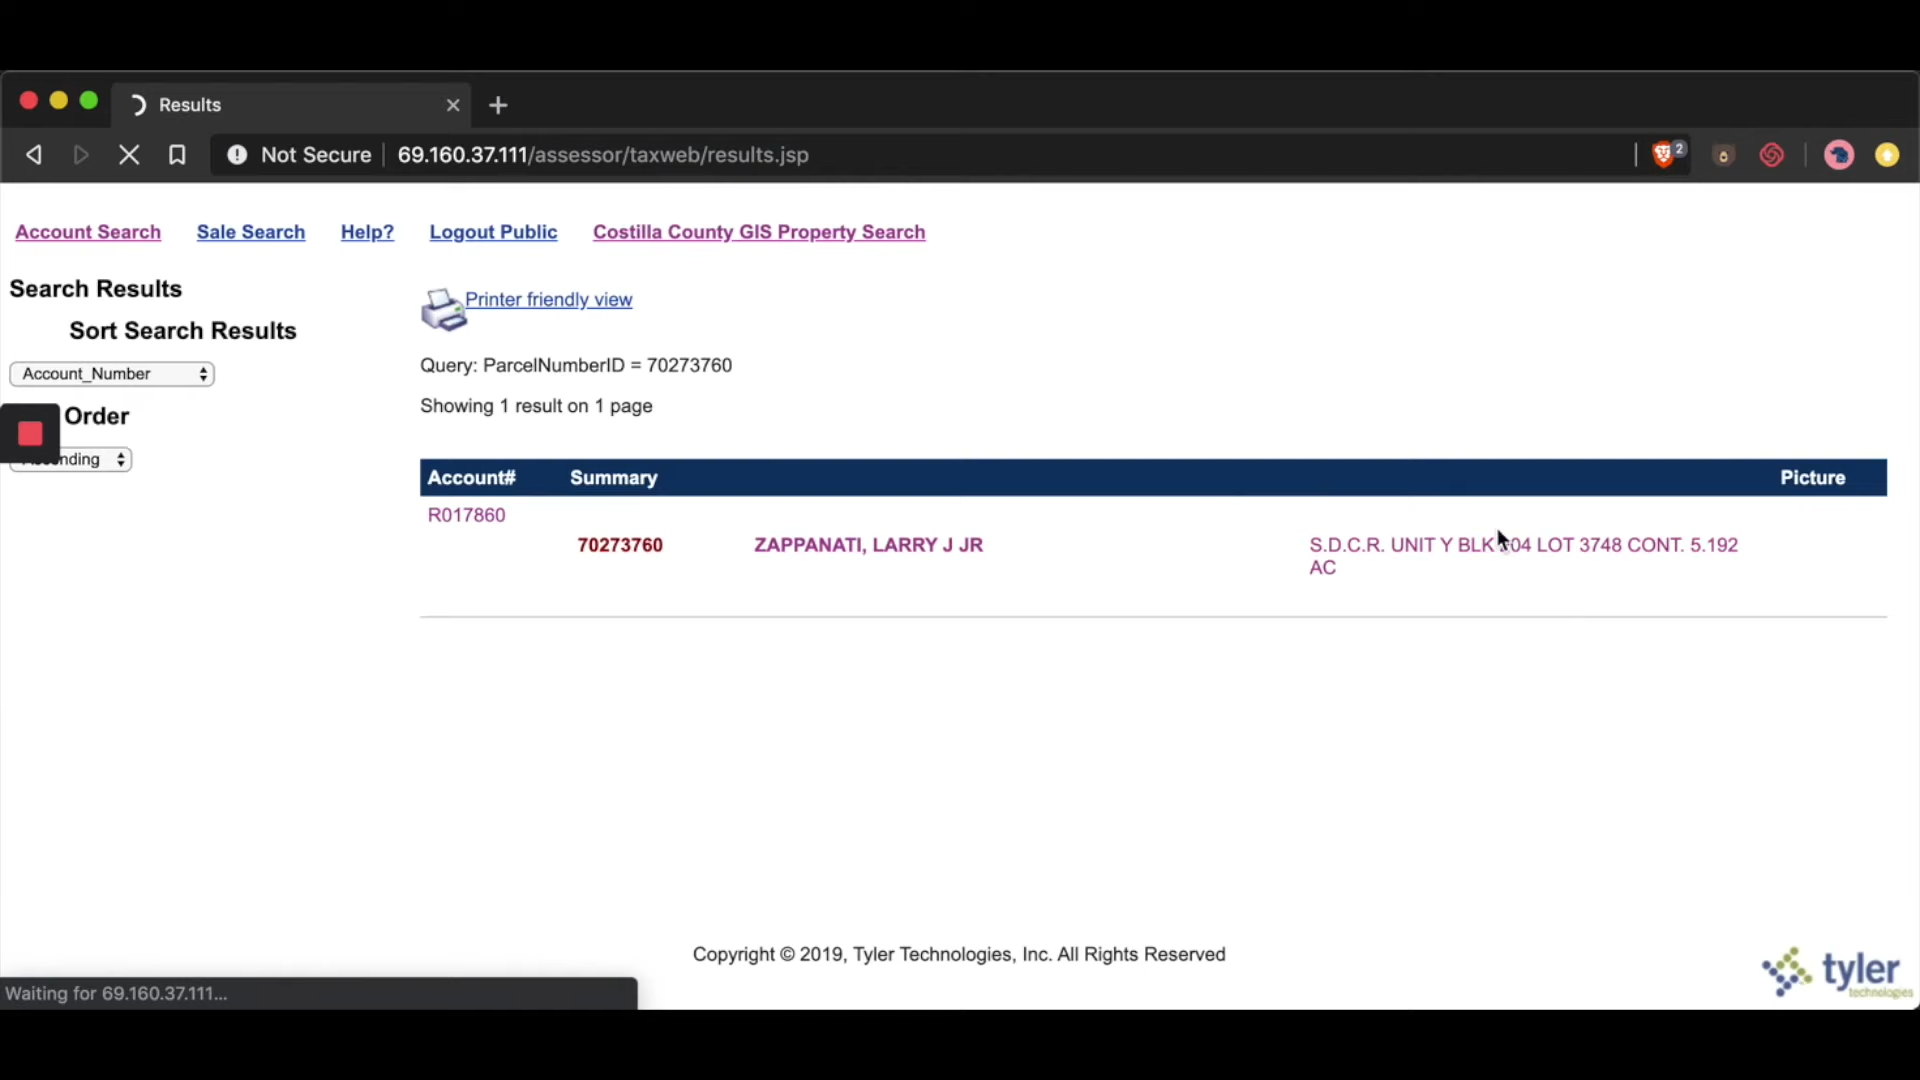 Results
Not Secure 69.160.37.111/assessor/taxweb/results.jsp
2
Account Search Sale Search Help? Logout Public Costilla County GIS Property Search
Search Results
Sort Search Results
Account_Number
Order
Printer friendly view
Query: ParcelNumberID = 70273760
Showing 1 result on 1 page
Account# Summary Picture
R017860
70273760 ZAPPANATI, LARRY J JR S.D.C.R. UNIT Y BLK LOT 3748 CONT. 5.192
AC
Copyright © 2019, Tyler Technologies, Inc. All Rights Reserved
tyler
technologies
Waiting for 69.160.37.111...